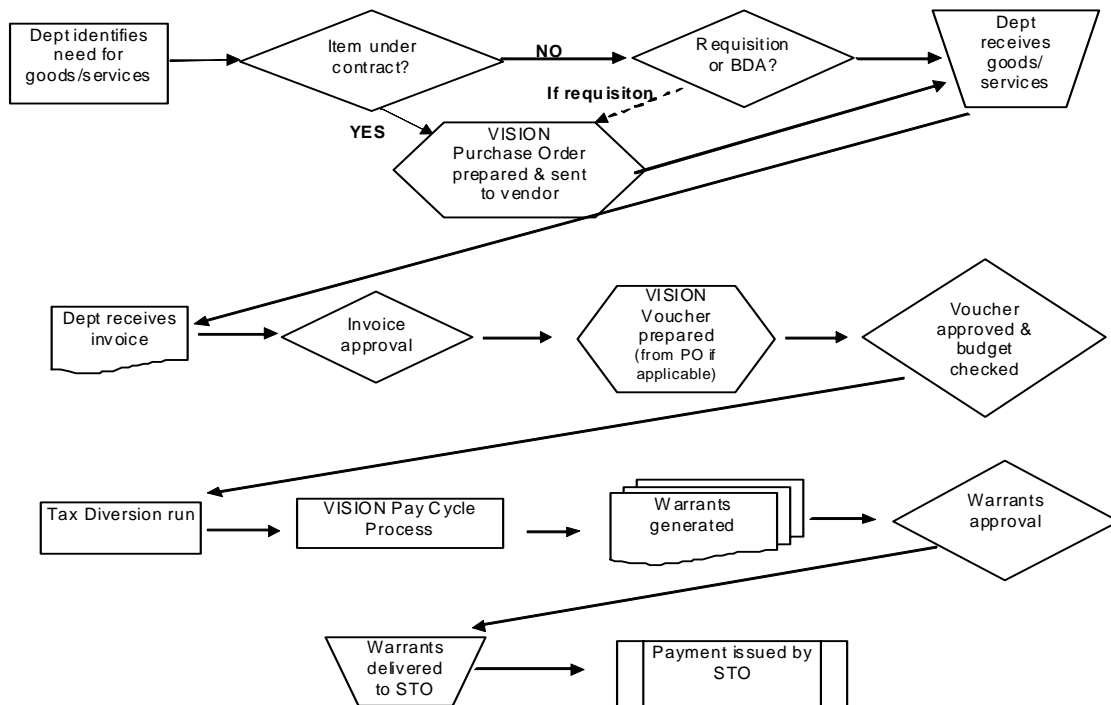 Dept identifies
need for
goods/services
Item under
contract?
NO
Requisition
or BDA?
Dept
receives
goods/
services
If requisiton
YES
VISION
Purchase Order
prepared & sent
to vendor
Dept receives
invoice
Invoice
approval
VISION
Voucher
prepared
(from PO if
applicable)
Voucher
approved &
budget
checked
Tax Diversion run
VISION Pay Cycle
Process
Warrants
generated
Warrants
approval
Warrants
delivered
to STO
Payment issued by
STO